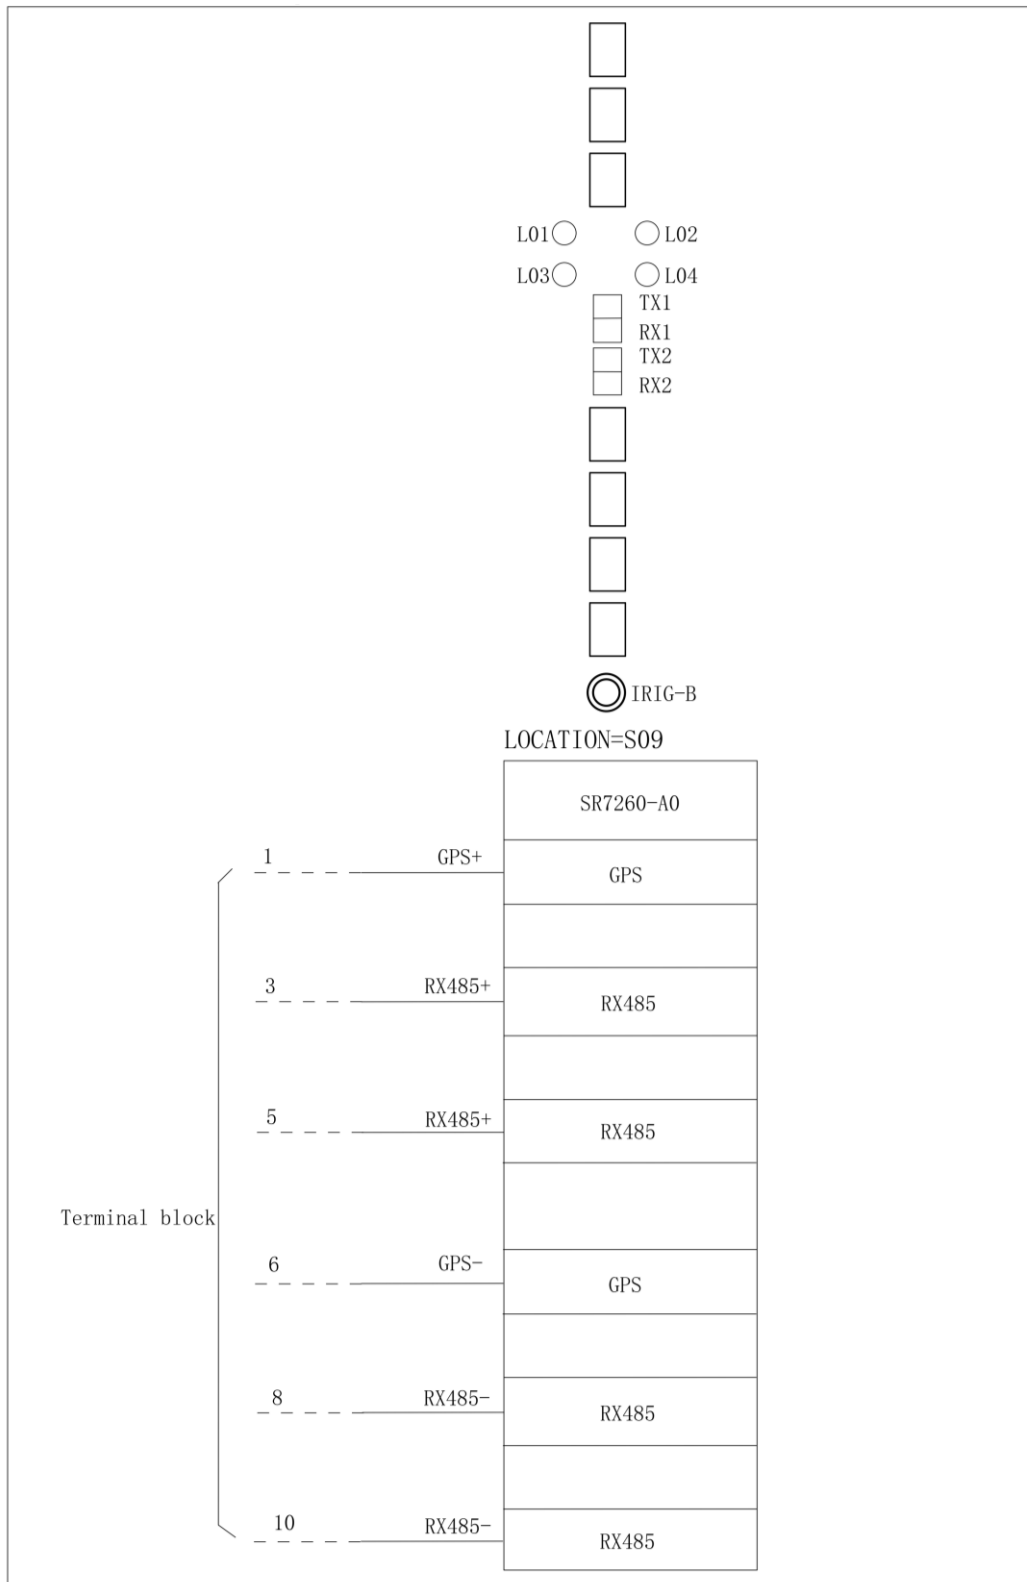 L01 L02
L03 L04
TX1
RX1
TX2
RX2
IRIG-B
LOCATION=S09
SR7260-A0
1 GPS+ GPS
3 RX485+ RX485
5 RX485+ RX485
Terminal block
6 GPS- GPS
8 RX485- RX485
10 RX485- RX485